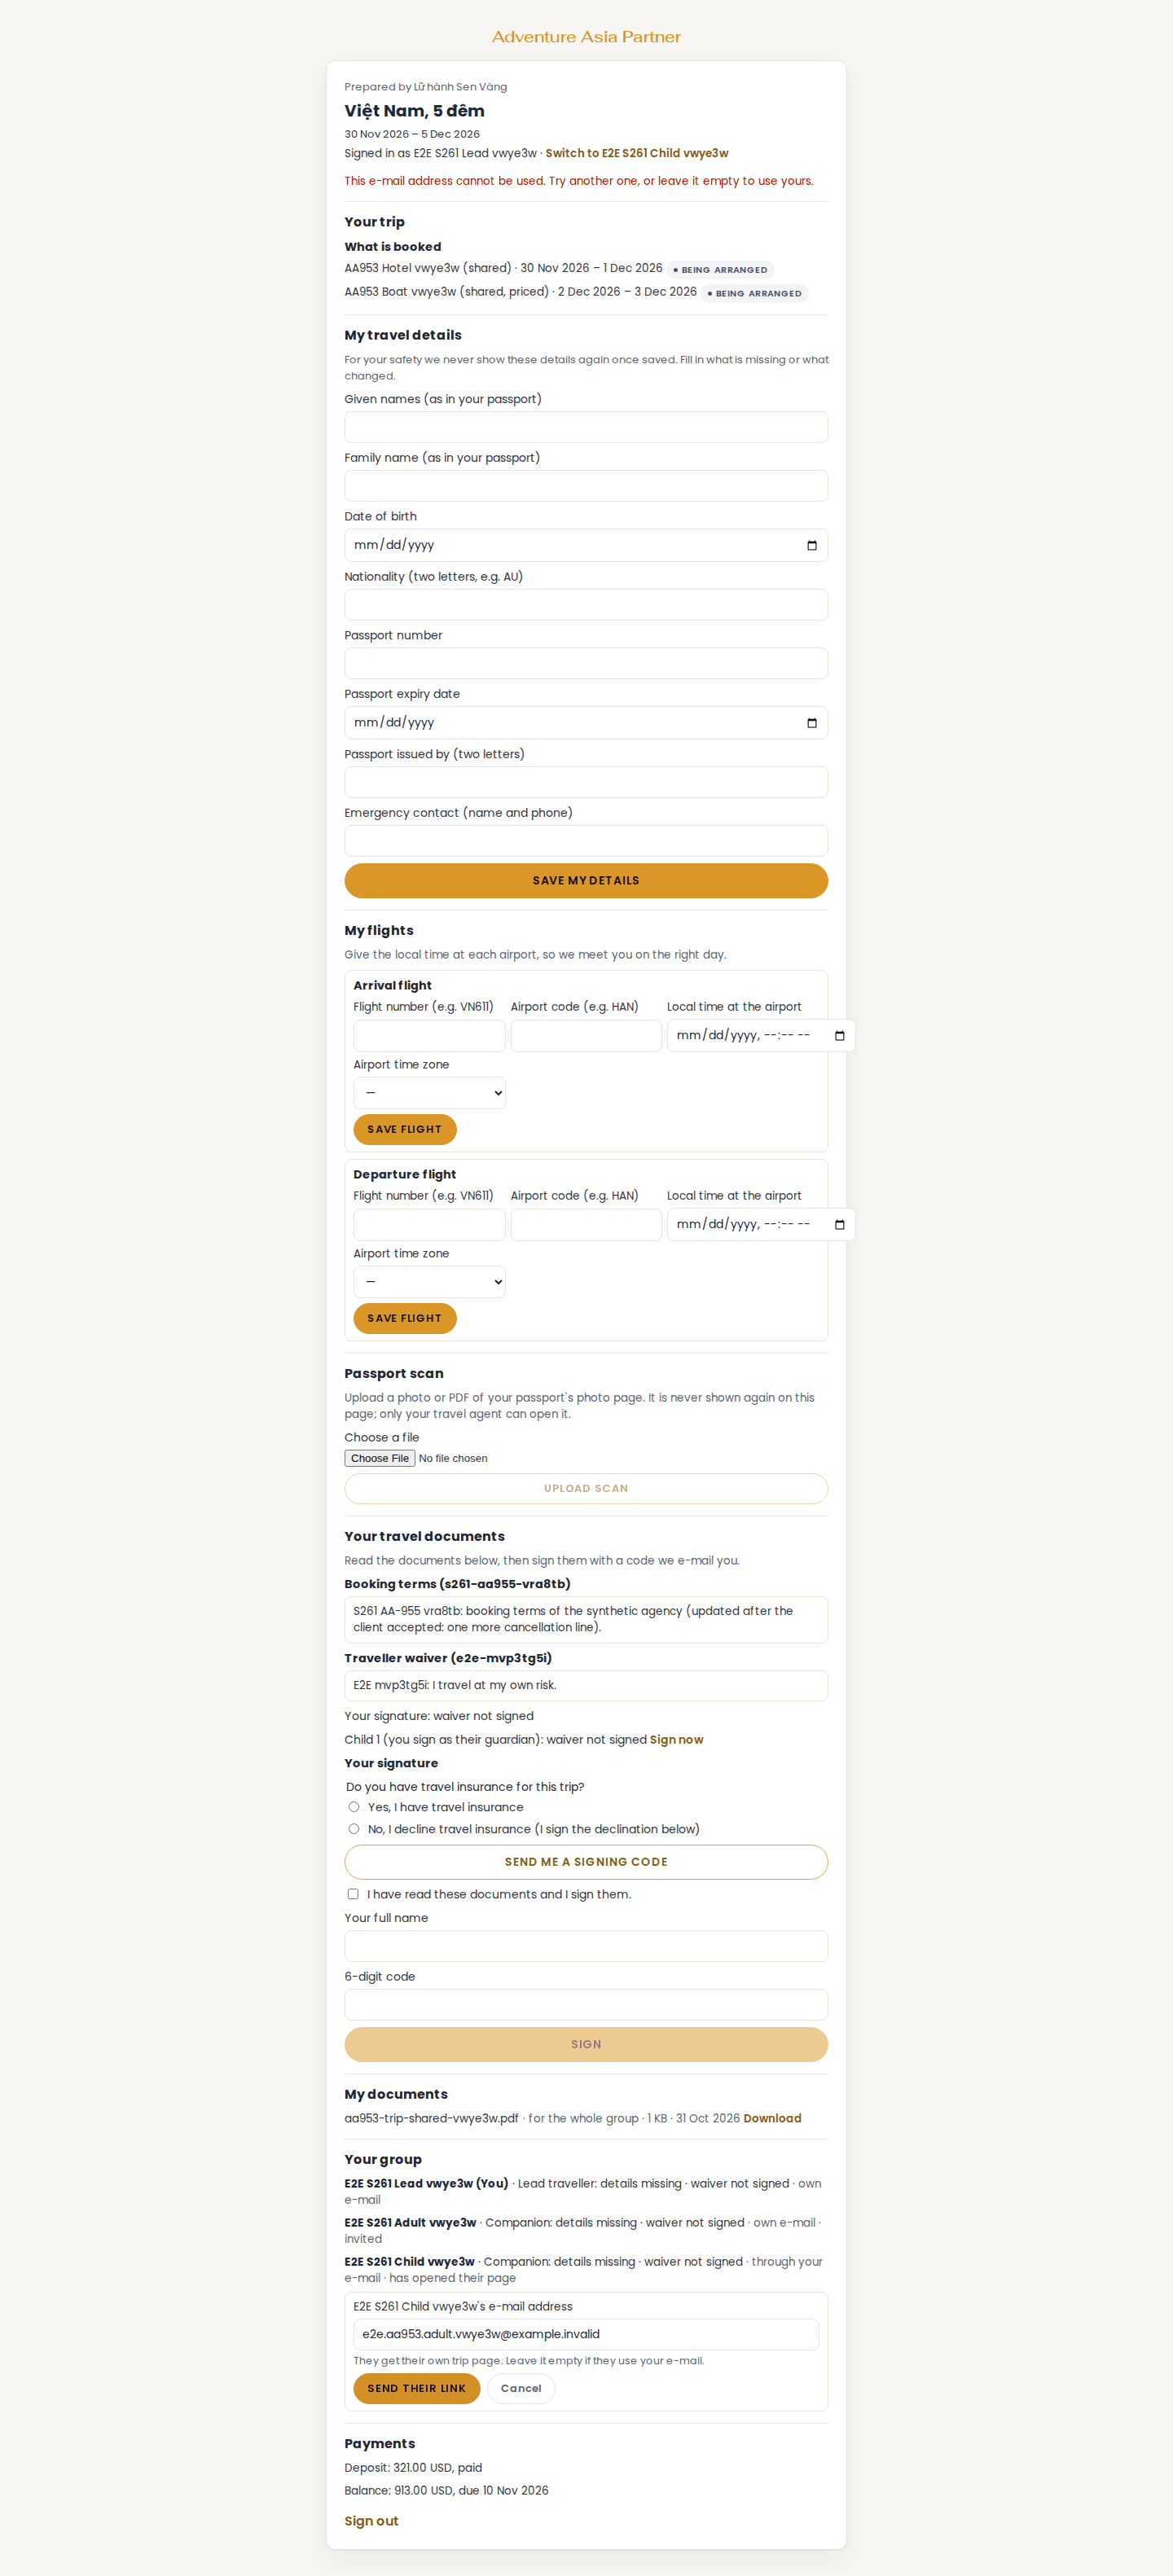 Adventure Asia Partner
Prepared by Lữ hành Sen Vàng
Việt Nam, 5 đêm
30 Nov 2026 – 5 Dec 2026
Signed in as E2E S261 Lead vwye3w · Switch to E2E S261 Child vwye3w
This e-mail address cannot be used. Try another one, or leave it empty to use yours.
Your trip
What is booked
AA953 Hotel vwye3w (shared) · 30 Nov 2026 – 1 Dec 2026 • BEING ARRANGED
AA953 Boat vwye3w (shared, priced) · 2 Dec 2026 – 3 Dec 2026 • BEING ARRANGED
My travel details
For your safety we never show these details again once saved. Fill in what is missing or what
changed.
Given names (as in your passport)
Family name (as in your passport)
Date of birth
mm/dd/yyyy
Nationality (two letters, e.g. AU)
Passport number
Passport expiry date
mm/dd/yyyy
Passport issued by (two letters)
Emergency contact (name and phone)
SAVE MY DETAILS
My flights
Give the local time at each airport, so we meet you on the right day.
Arrival flight
Flight number (e.g. VN611) Airport code (e.g. HAN) Local time at the airport
mm/dd/yyyy, --:-- --
Airport time zone
—
SAVE FLIGHT
Departure flight
Flight number (e.g. VN611) Airport code (e.g. HAN) Local time at the airport
mm/dd/yyyy, --:-- --
Airport time zone
—
SAVE FLIGHT
Passport scan
Upload a photo or PDF of your passport's photo page. It is never shown again on this
page; only your travel agent can open it.
Choose a file
Choose File No file chosen
UPLOAD SCAN
Your travel documents
Read the documents below, then sign them with a code we e-mail you.
Booking terms (s261-aa955-vra8tb)
S261 AA-955 vra8tb: booking terms of the synthetic agency (updated after the
client accepted: one more cancellation line).
Traveller waiver (e2e-mvp3tg5i)
E2E mvp3tg5i: I travel at my own risk.
Your signature: waiver not signed
Child 1 (you sign as their guardian): waiver not signed Sign now
Your signature
Do you have travel insurance for this trip?
Yes, I have travel insurance
No, I decline travel insurance (I sign the declination below)
SEND ME A SIGNING CODE
I have read these documents and I sign them.
Your full name
6-digit code
SIGN
My documents
aa953-trip-shared-vwye3w.pdf · for the whole group · 1 KB · 31 Oct 2026 Download
Your group
E2E S261 Lead vwye3w (You) · Lead traveller: details missing · waiver not signed · own
e-mail
E2E S261 Adult vwye3w · Companion: details missing · waiver not signed · own e-mail ·
invited
E2E S261 Child vwye3w · Companion: details missing · waiver not signed · through your
e-mail · has opened their page
E2E S261 Child vwye3w's e-mail address
e2e.aa953.adult.vwye3w@example.invalid
They get their own trip page. Leave it empty if they use your e-mail.
SEND THEIR LINK Cancel
Payments
Deposit: 321.00 USD, paid
Balance: 913.00 USD, due 10 Nov 2026
Sign out